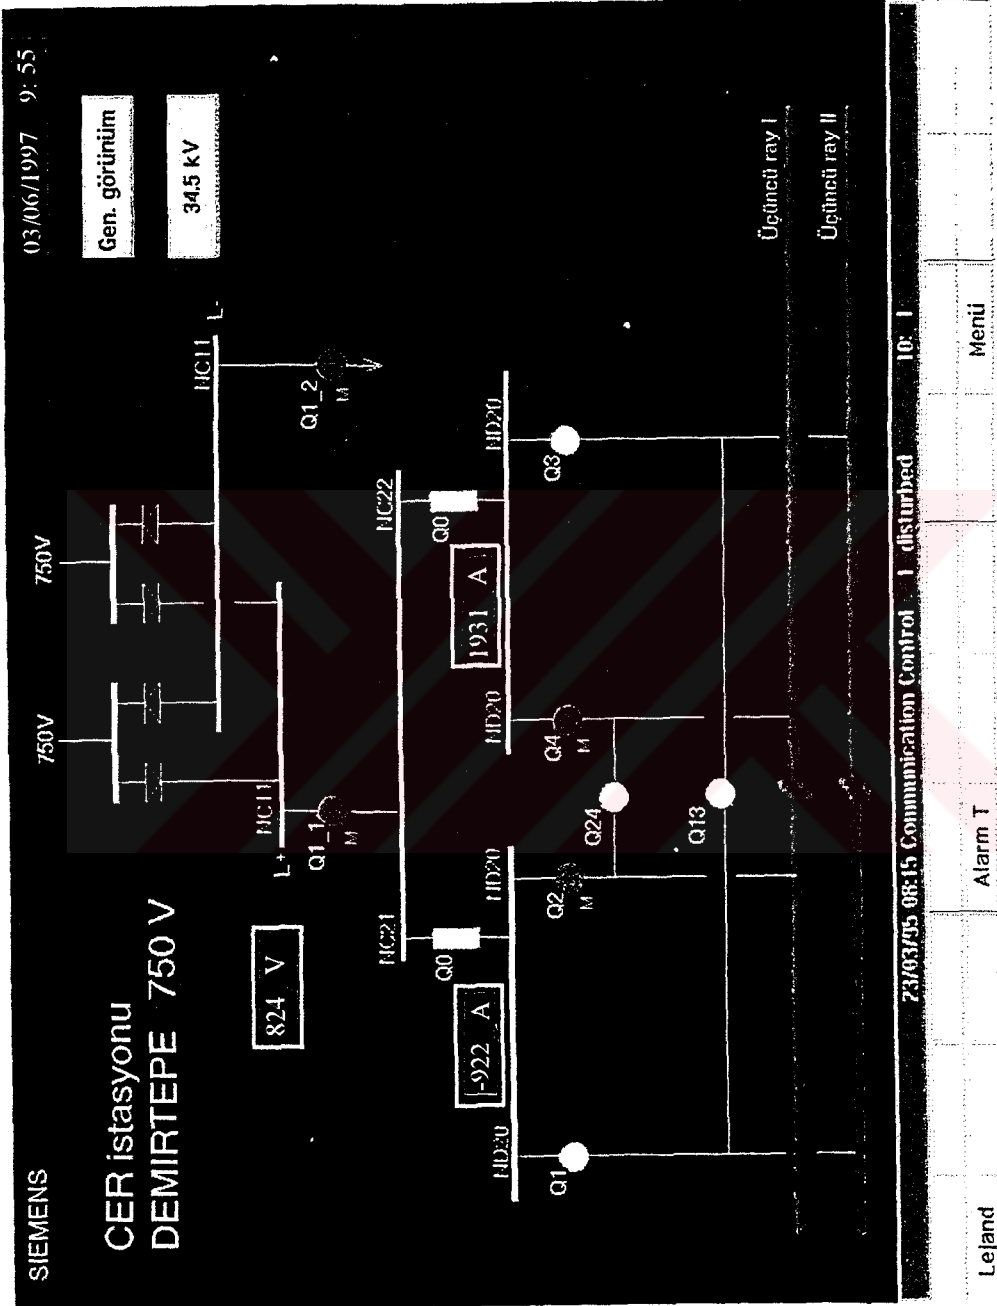 SIEMENS
03/06/1997 9:55
CER istasyonu
DEMIRTEPE 750 V
750V
750V
Gen. görünüm
34.5 kV
L-
NC11
NC11
L+
824 V
Q1_1
M
Q1_2
M
NC21
NC22
Q0
Q0
-922 A
1931 A
ND20
ND20
ND20
ND20
Q1
Q2
M
Q4
M
Q3
Q24
Q13
Üçüncü ray I
Üçüncü ray II
23/03/95 08:15 Communication Control 1 disturbed 10: 1
Lejand
Alarm T
Menü